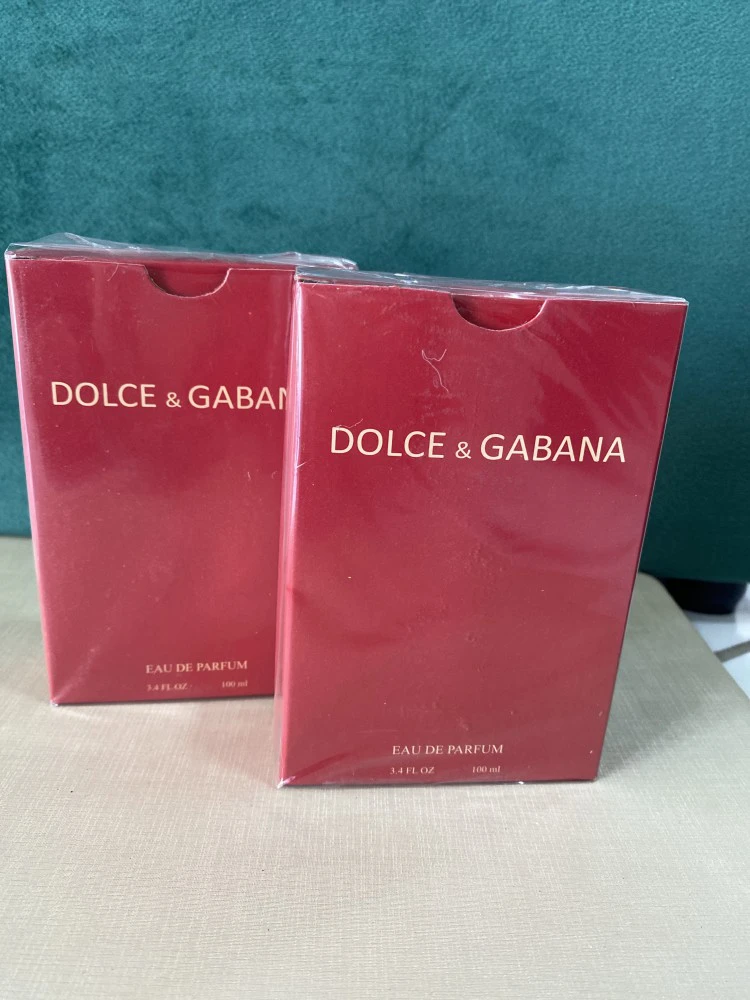 DOLCE & GABAN
EAU DE PARFUM
3.4 FL OZ 100 ml
DOLCE & GABANA
EAU DE PARFUM
3.4 FL OZ 100 ml